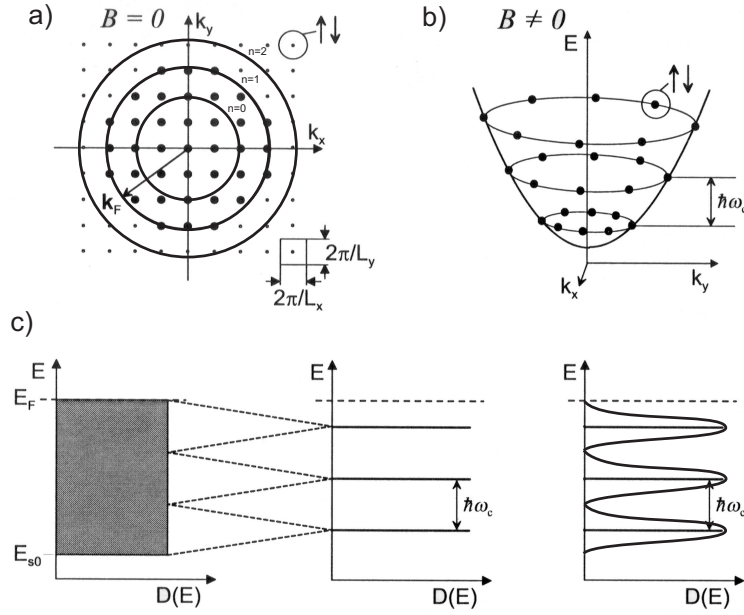 a) B = 0
k_y
n=2
n=1
n=0
↑↓
k_x
k_F
2π/L_y
2π/L_x
b) B ≠ 0
E
↑↓
ħω_c
k_x
k_y
c)
E
E_F
E_s0
D(E)
E
ħω_c
D(E)
E
ħω_c
D(E)